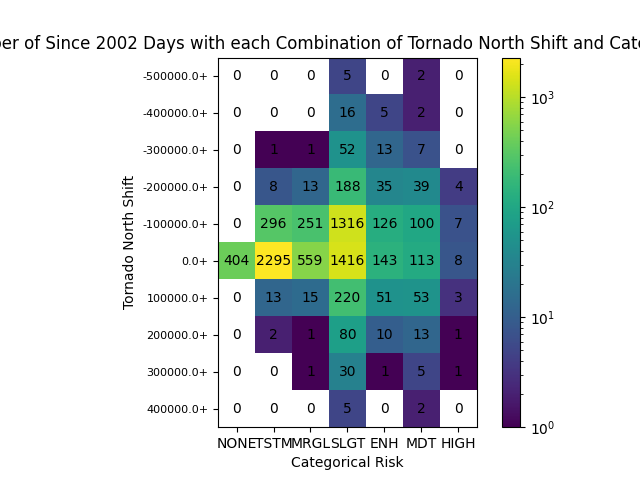 of Since 2002 Days with each Combination of Tornado North Shift and
Tornado North Shift
-500000.0+ 0 0 0 5 0 2 0
-400000.0+ 0 0 0 16 5 2 0
-300000.0+ 0 1 1 52 13 7 0
-200000.0+ 0 8 13 188 35 39 4
-100000.0+ 0 296 251 1316 126 100 7
0.0+ 404 2295 559 1416 143 113 8
100000.0+ 0 13 15 220 51 53 3
200000.0+ 0 2 1 80 10 13 1
300000.0+ 0 0 1 30 1 5 1
400000.0+ 0 0 0 5 0 2 0
NONE TSTM MRGL SLGT ENH MDT HIGH
Categorical Risk
10³
10²
10¹
10⁰